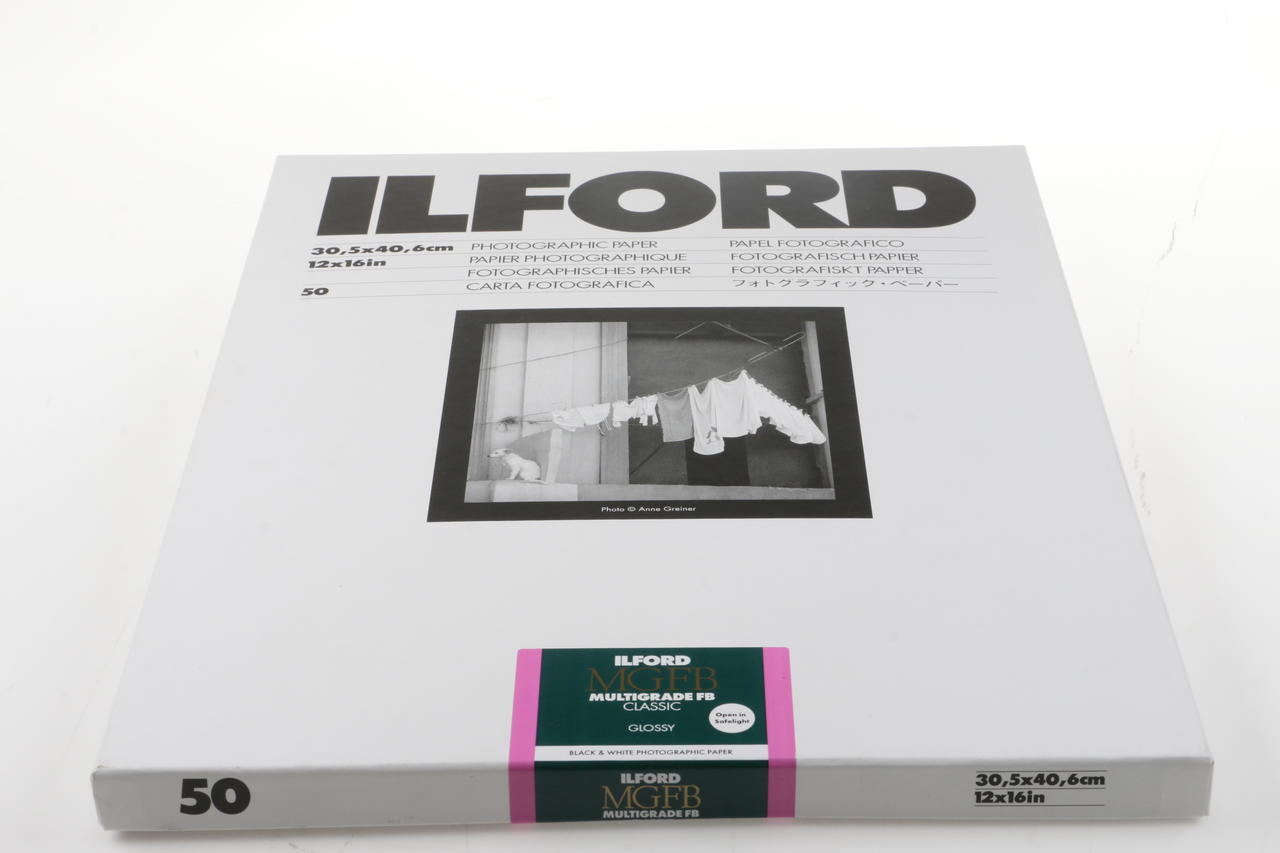 ILFORD
30,5x40,6cm
12x16in
50
PHOTOGRAPHIC PAPER
PAPIER PHOTOGRAPHIQUE
FOTOGRAPHISCHES PAPIER
CARTA FOTOGRAFICA
PAPEL FOTOGRAFICO
FOTOGRAFISCH PAPIER
FOTOGRAFISKT PAPPER
フォトグラフィック・ペーパー
Photo © Anne Greiner
ILFORD
MGFB
MULTIGRADE FB
CLASSIC
GLOSSY
Open in
Safelight
BLACK & WHITE PHOTOGRAPHIC PAPER
50
ILFORD
MGFB
MULTIGRADE FB
30,5x40,6cm
12x16in